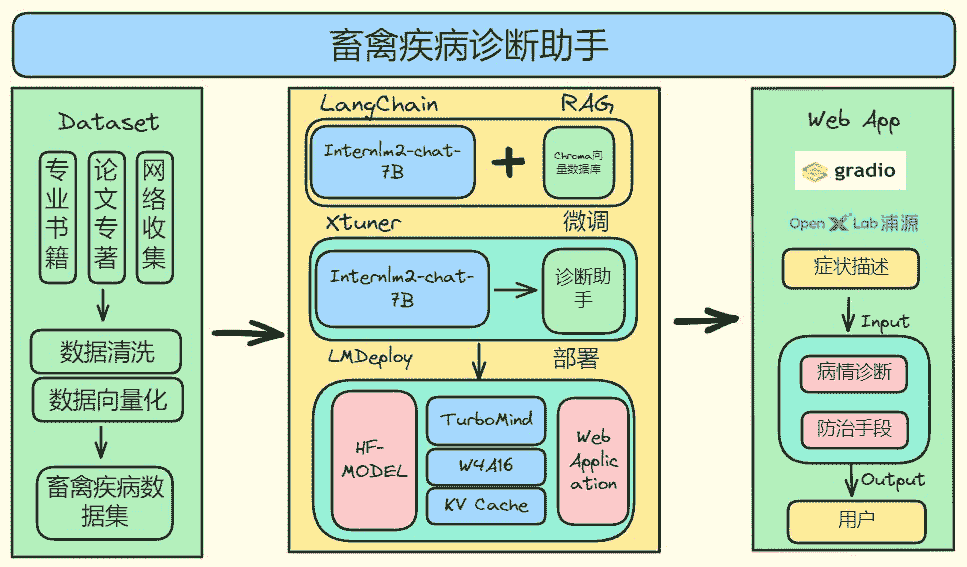 畜禽疾病诊断助手
Dataset
专业书籍
论文专著
网络收集
数据清洗
数据向量化
畜禽疾病数
据集
LangChain
RAG
Internlm2-chat-
7B
+
Chroma向
量数据库
Xtuner
微调
Internlm2-chat-
7B
诊断助
手
LMDeploy
部署
HF-
MODEL
TurboMind
W4A16
KV Cache
Web
Applic
ation
Web App
gradio
OpenXLab浦源
症状描述
Input
病情诊断
防治手段
Output
用户